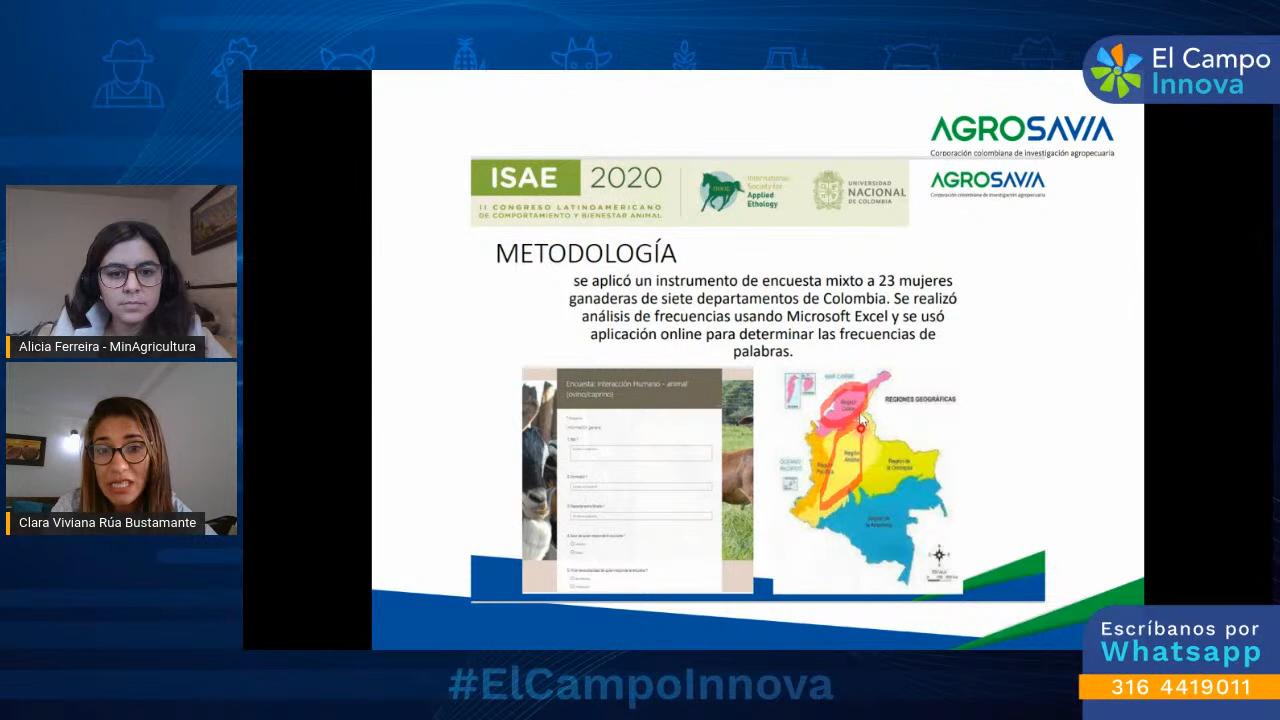 El Campo
Innova
AGROSAVIA
Corporación colombiana de investigación agropecuaria
ISAE 2020
II CONGRESO LATINOAMERICANO
DE COMPORTAMIENTO Y BIENESTAR ANIMAL
International
Society for
Applied
Ethology
UNIVERSIDAD
NACIONAL
DE COLOMBIA
AGROSAVIA
Corporación colombiana de investigación agropecuaria
METODOLOGÍA
se aplicó un instrumento de encuesta mixto a 23 mujeres
ganaderas de siete departamentos de Colombia. Se realizó
análisis de frecuencias usando Microsoft Excel y se usó
aplicación online para determinar las frecuencias de
palabras.
Encuesta: Interacción Humano - animal
(ovino/caprino)
MAR CARIBE
REGIONES GEOGRÁFICAS
OCEANO
PACIFICO
Región
Andina
Región de
la Orinoquia
Región de
la Amazonia
Alicia Ferreira - MinAgricultura
Clara Viviana Rúa Bustamante
Escríbanos por
Whatsapp
316 4419011
#ElCampoInnova